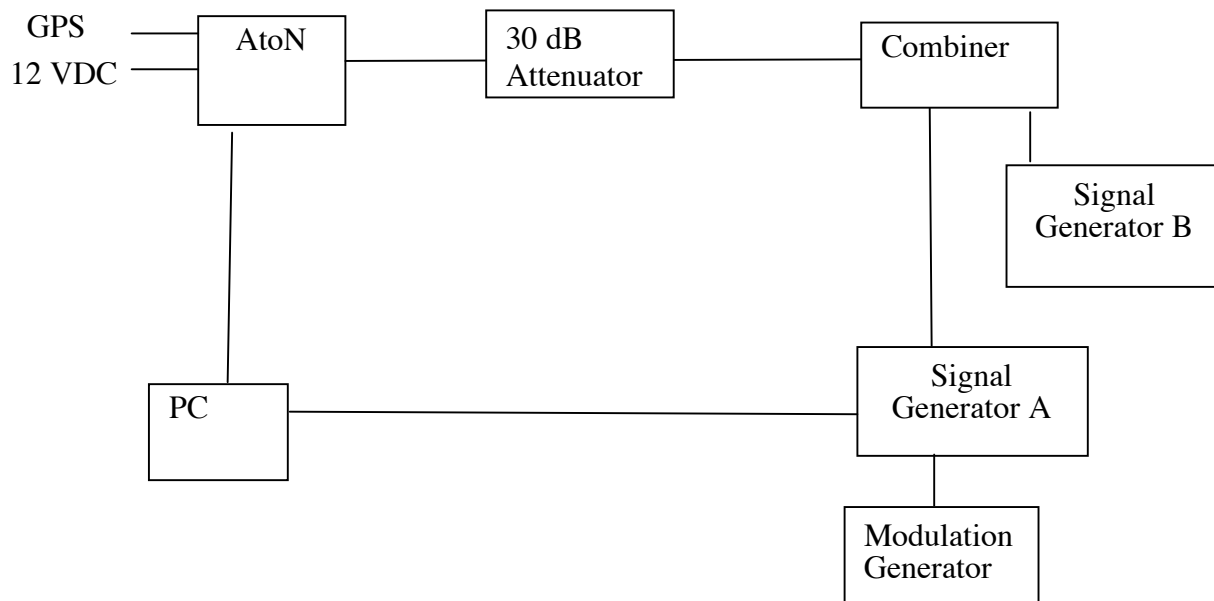 GPS
12 VDC
AtoN
30 dB
Attenuator
Combiner
Signal
Generator B
PC
Signal
Generator A
Modulation
Generator